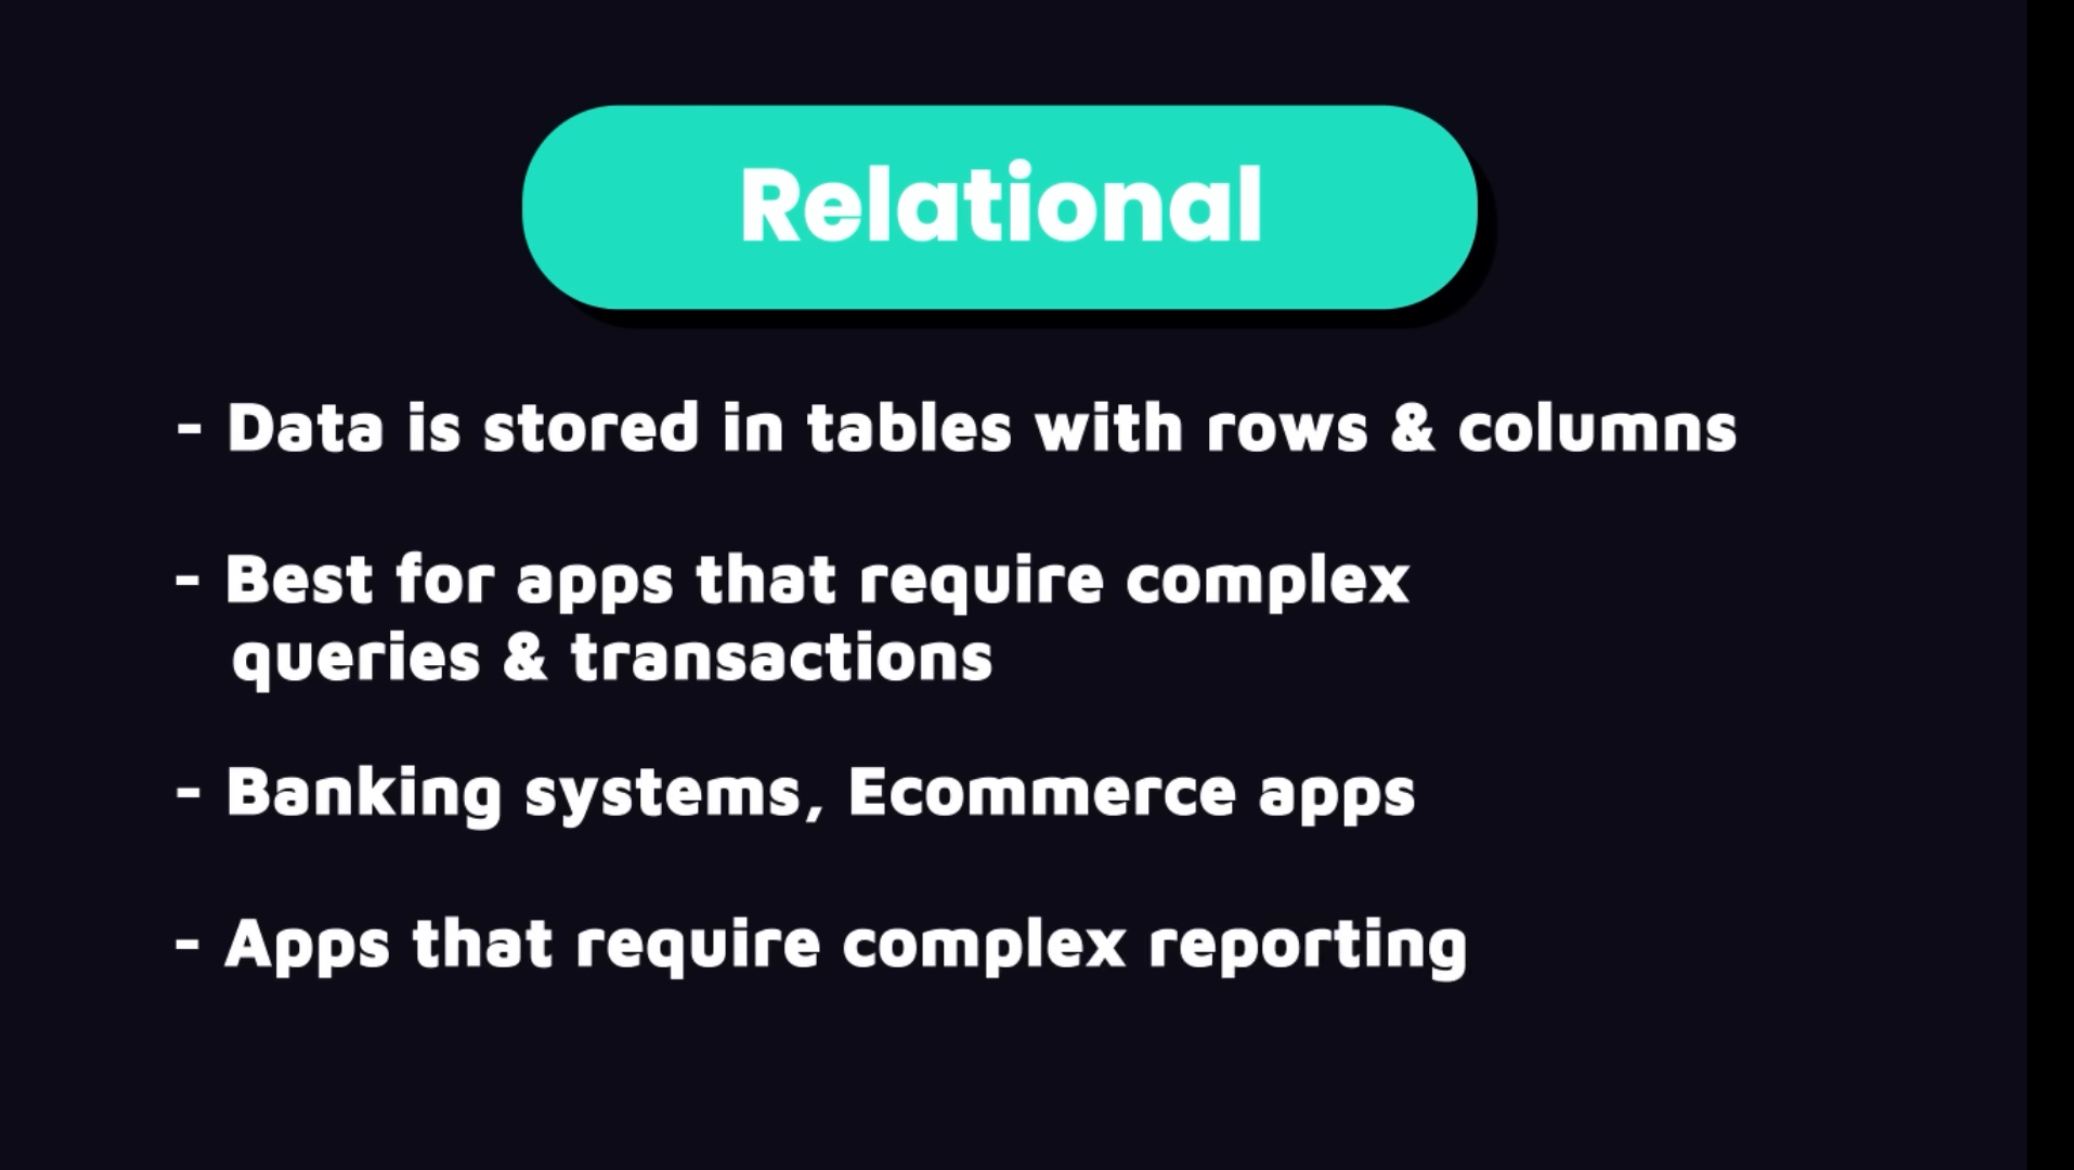 Relational
- Data is stored in tables with rows & columns
- Best for apps that require complex
queries & transactions
- Banking systems, Ecommerce apps
- Apps that require complex reporting